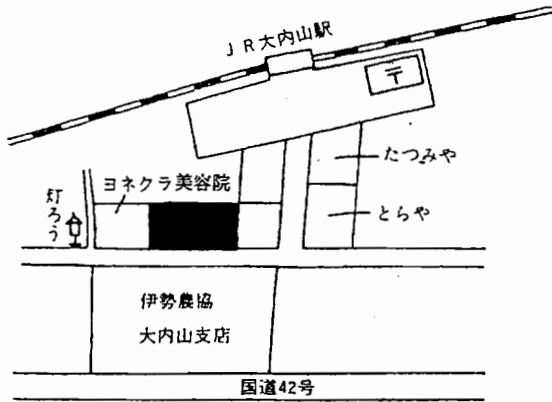 JR大内山駅
〒
たつみや
ヨネクラ美容院
とらや
灯ろう
伊勢農協
大内山支店
国道42号